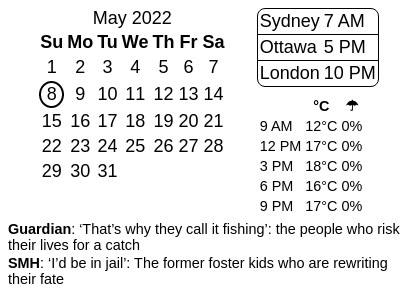 May 2022
Su Mo Tu We Th Fr Sa
1 2 3 4 5 6 7
8 9 10 11 12 13 14
15 16 17 18 19 20 21
22 23 24 25 26 27 28
29 30 31
Sydney 7 AM
Ottawa 5 PM
London 10 PM
°C ☂
9 AM 12°C 0%
12 PM 17°C 0%
3 PM 18°C 0%
6 PM 16°C 0%
9 PM 17°C 0%
Guardian: ‘That’s why they call it fishing’: the people who risk
their lives for a catch
SMH: ‘I’d be in jail’: The former foster kids who are rewriting
their fate